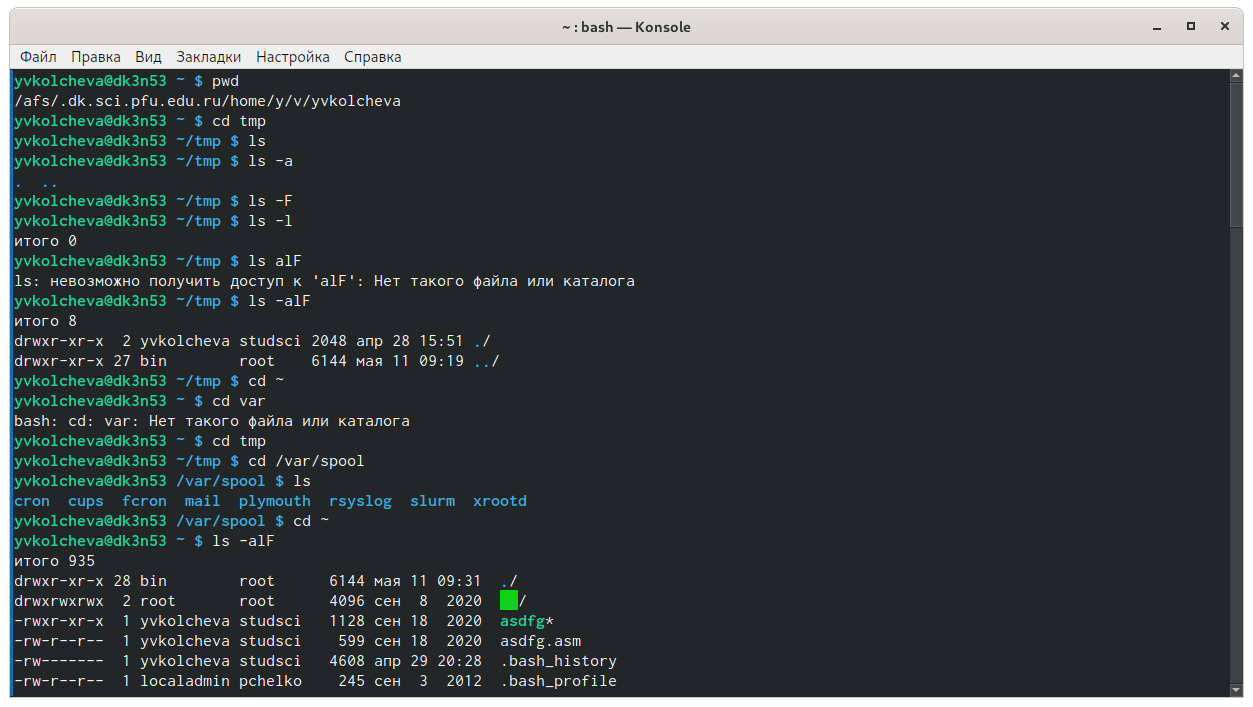 ~ : bash — Konsole
Файл Правка Вид Закладки Настройка Справка
yvkolcheva@dk3n53 ~ $ pwd
/afs/.dk.sci.pfu.edu.ru/home/y/v/yvkolcheva
yvkolcheva@dk3n53 ~ $ cd tmp
yvkolcheva@dk3n53 ~/tmp $ ls
yvkolcheva@dk3n53 ~/tmp $ ls -a
.  ..
yvkolcheva@dk3n53 ~/tmp $ ls -F
yvkolcheva@dk3n53 ~/tmp $ ls -l
итого 0
yvkolcheva@dk3n53 ~/tmp $ ls alF
ls: невозможно получить доступ к 'alF': Нет такого файла или каталога
yvkolcheva@dk3n53 ~/tmp $ ls -alF
итого 8
drwxr-xr-x  2 yvkolcheva studsci 2048 апр 28 15:51 ./
drwxr-xr-x 27 bin        root    6144 мая 11 09:19 ../
yvkolcheva@dk3n53 ~/tmp $ cd ~
yvkolcheva@dk3n53 ~ $ cd var
bash: cd: var: Нет такого файла или каталога
yvkolcheva@dk3n53 ~ $ cd tmp
yvkolcheva@dk3n53 ~/tmp $ cd /var/spool
yvkolcheva@dk3n53 /var/spool $ ls
cron  cups  fcron  mail  plymouth  rsyslog  slurm  xrootd
yvkolcheva@dk3n53 /var/spool $ cd ~
yvkolcheva@dk3n53 ~ $ ls -alF
итого 935
drwxr-xr-x 28 bin        root      6144 мая 11 09:31  ./
drwxrwxrwx  2 root       root      4096 сен  8  2020  /
-rwxr-xr-x  1 yvkolcheva studsci   1128 сен 18  2020  asdfg*
-rw-r--r--  1 yvkolcheva studsci    599 сен 18  2020  asdfg.asm
-rw-------  1 yvkolcheva studsci   4608 апр 29 20:28  .bash_history
-rw-r--r--  1 localadmin pchelko    245 сен  3  2012  .bash_profile